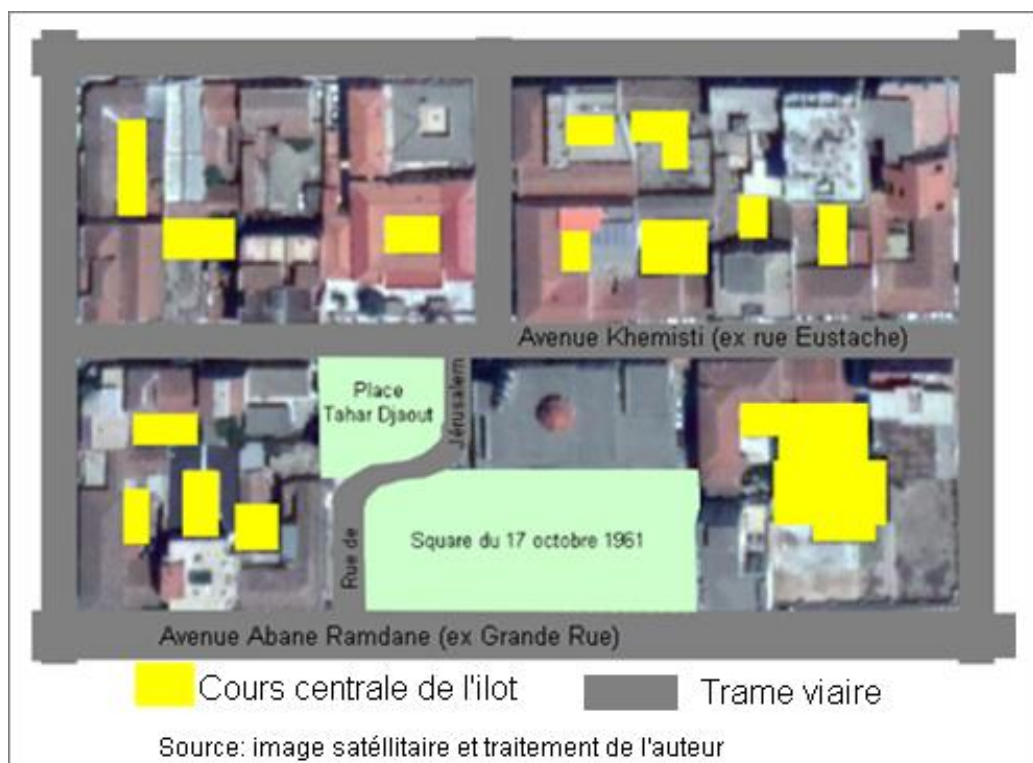 Avenue Khemisti (ex rue Eustache)
Place
Tahar Djaout
Jérusalem
Rue de
Square du 17 octobre 1961
Avenue Abane Ramdane (ex Grande Rue)
Cours centrale de l'ilot
Trame viaire
Source: image satéllitaire et traitement de l'auteur